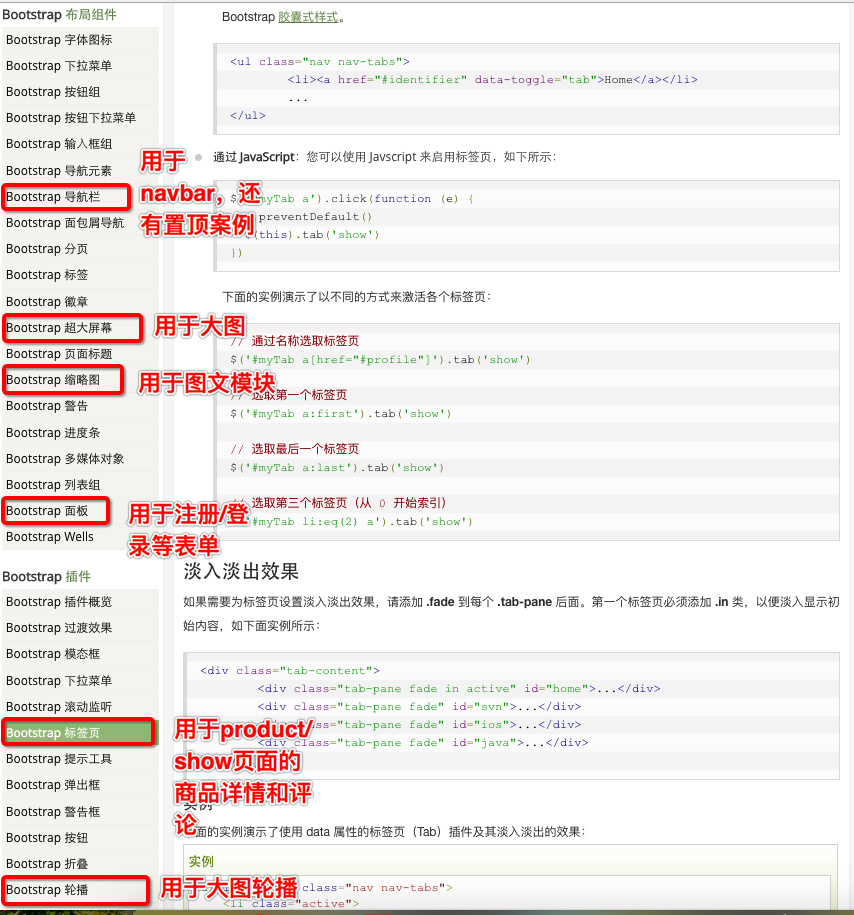 Bootstrap 布局组件
Bootstrap 字体图标
Bootstrap 下拉菜单
Bootstrap 按钮组
Bootstrap 按钮下拉菜单
Bootstrap 输入框组
Bootstrap 导航元素
Bootstrap 导航栏
Bootstrap 面包屑导航
Bootstrap 分页
Bootstrap 标签
Bootstrap 徽章
Bootstrap 超大屏幕
Bootstrap 页面标题
Bootstrap 缩略图
Bootstrap 警告
Bootstrap 进度条
Bootstrap 多媒体对象
Bootstrap 列表组
Bootstrap 面板
Bootstrap Wells
Bootstrap 插件
Bootstrap 插件概览
Bootstrap 过渡效果
Bootstrap 模态框
Bootstrap 下拉菜单
Bootstrap 滚动监听
Bootstrap 标签页
Bootstrap 提示工具
Bootstrap 弹出框
Bootstrap 警告框
Bootstrap 按钮
Bootstrap 折叠
Bootstrap 轮播
用于
navbar，还
有置顶案例
用于大图
用于图文模块
用于注册/登
录等表单
用于product/
show页面的
商品详情和评
论
用于大图轮播
Bootstrap 胶囊式样式。
<ul class="nav nav-tabs">
<li><a href="#identifier" data-toggle="tab">Home</a></li>
...
</ul>
通过 JavaScript：您可以使用 Javscript 来启用标签页，如下所示：
myTab a').click(function (e) {
preventDefault()
(this).tab('show')
})
下面的实例演示了以不同的方式来激活各个标签页：
// 通过名称选取标签页
$('#myTab a[href="#profile"]').tab('show')
选取第一个标签页
$('#myTab a:first').tab('show')
// 选取最后一个标签页
$('#myTab a:last').tab('show')
选取第三个标签页（从 0 开始索引）
#myTab li:eq(2) a').tab('show')
淡入淡出效果
如果需要为标签页设置淡入淡出效果，请添加 .fade 到每个 .tab-pane 后面。第一个标签页必须添加 .in 类，以便淡入显示初
始内容，如下面实例所示：
<div class="tab-content">
<div class="tab-pane fade in active" id="home">...</div>
<div class="tab-pane fade" id="svn">...</div>
<div class="tab-pane fade" id="ios">...</div>
<div class="tab-pane fade" id="java">...</div>
实例
面的实例演示了使用 data 属性的标签页（Tab）插件及其淡入淡出的效果：
实例
class="nav nav-tabs">
<li class="active">